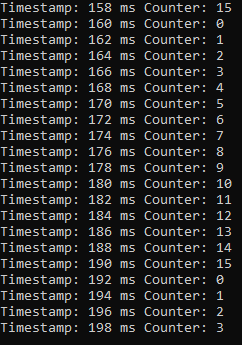 Timestamp: 158 ms Counter: 15
Timestamp: 160 ms Counter: 0
Timestamp: 162 ms Counter: 1
Timestamp: 164 ms Counter: 2
Timestamp: 166 ms Counter: 3
Timestamp: 168 ms Counter: 4
Timestamp: 170 ms Counter: 5
Timestamp: 172 ms Counter: 6
Timestamp: 174 ms Counter: 7
Timestamp: 176 ms Counter: 8
Timestamp: 178 ms Counter: 9
Timestamp: 180 ms Counter: 10
Timestamp: 182 ms Counter: 11
Timestamp: 184 ms Counter: 12
Timestamp: 186 ms Counter: 13
Timestamp: 188 ms Counter: 14
Timestamp: 190 ms Counter: 15
Timestamp: 192 ms Counter: 0
Timestamp: 194 ms Counter: 1
Timestamp: 196 ms Counter: 2
Timestamp: 198 ms Counter: 3